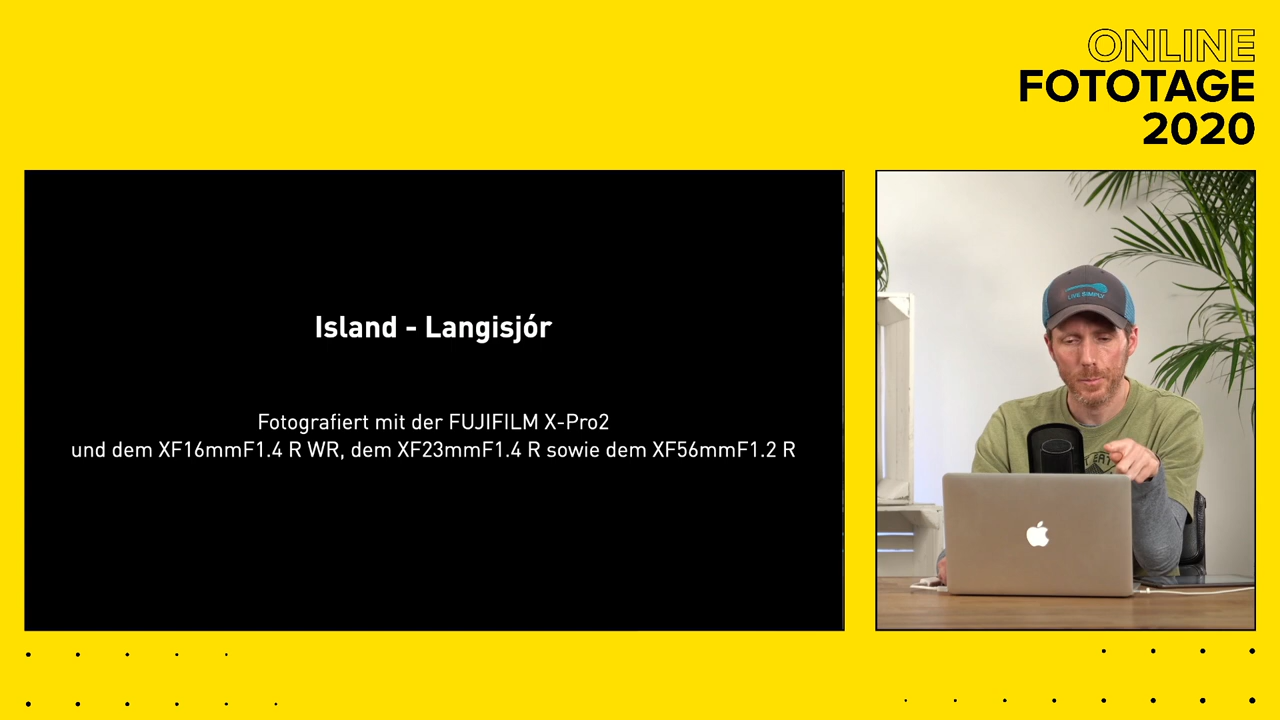 ONLINE
FOTOTAGE
2020
Island - Langisjór
Fotografiert mit der FUJIFILM X-Pro2
und dem XF16mmF1.4 R WR, dem XF23mmF1.4 R sowie dem XF56mmF1.2 R
LIVE SIMPLY